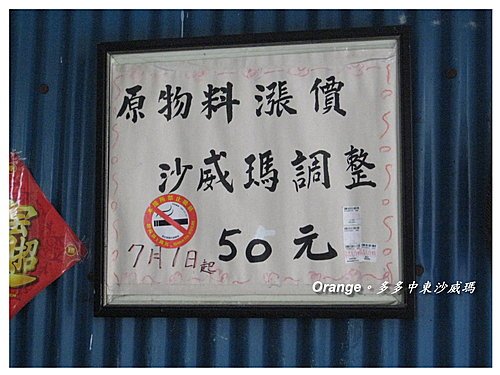 原物料漲價
沙威瑪調整
50元
7月1日起
Orange。多多中東沙威瑪